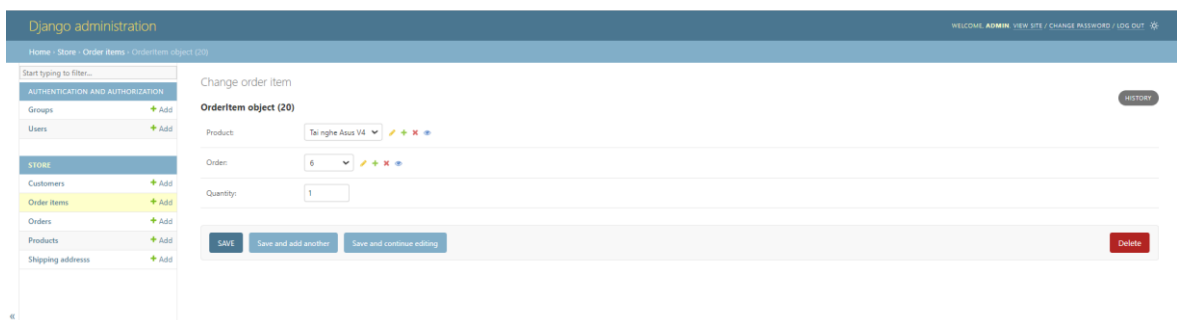 Django administration
WELCOME, ADMIN. VIEW SITE / CHANGE PASSWORD / LOG OUT
Home › Store › Order items › OrderItem object (20)
Start typing to filter...
AUTHENTICATION AND AUTHORIZATION
Groups + Add
Users + Add
STORE
Customers + Add
Order items + Add
Orders + Add
Products + Add
Shipping addresss + Add
«
Change order item
HISTORY
OrderItem object (20)
Product: Tai nghe Asus V4
Order: 6
Quantity: 1
SAVE Save and add another Save and continue editing Delete